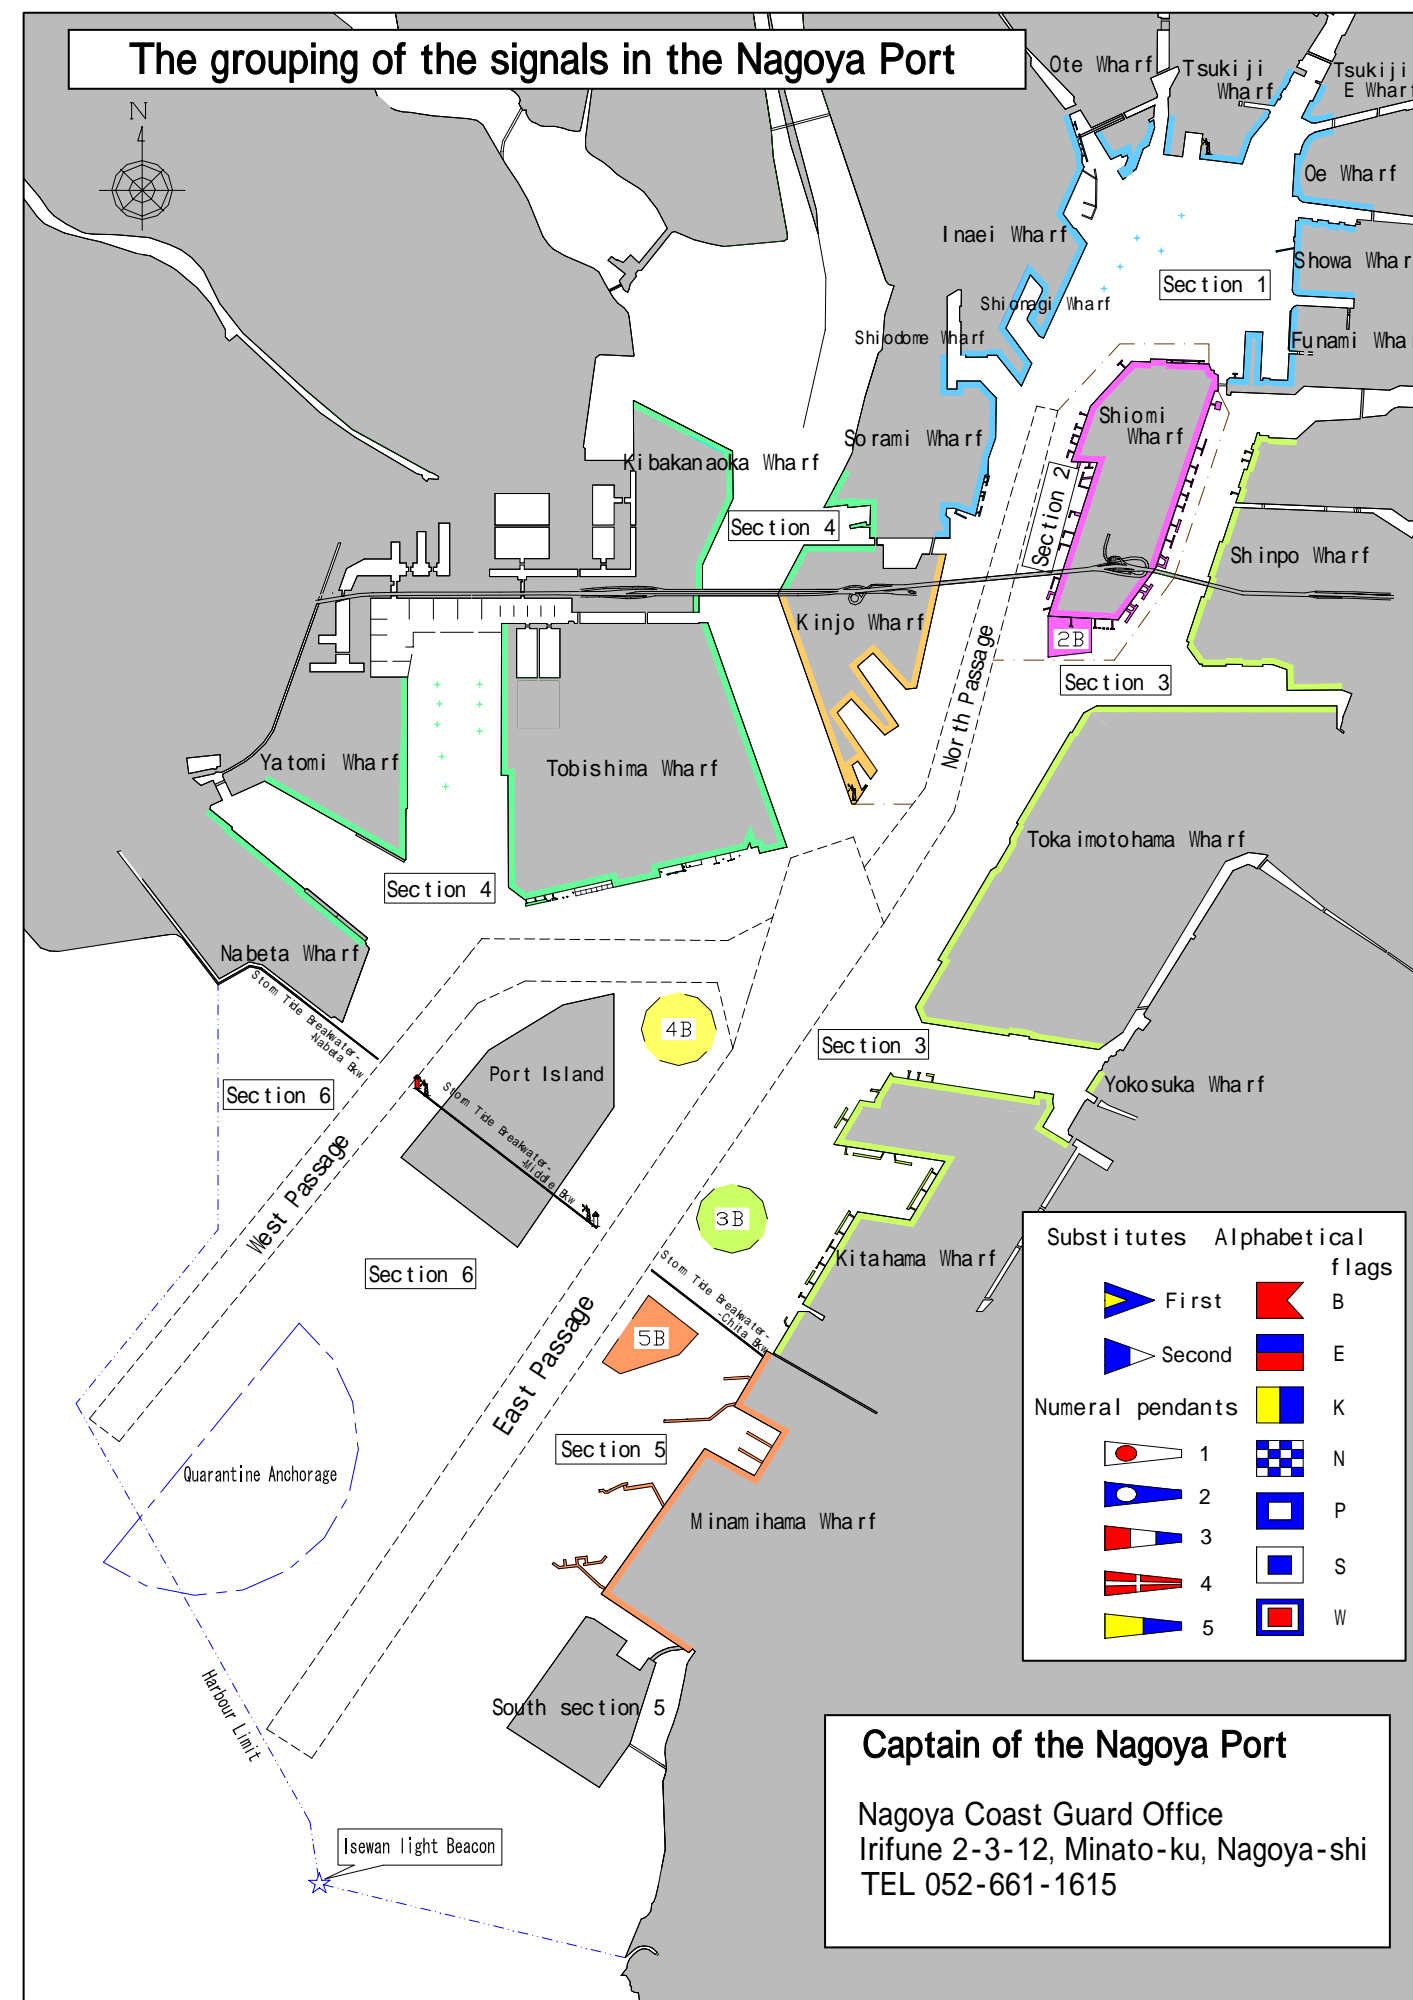 The grouping of the signals in the Nagoya Port
N
Ote Wharf
Tsukiji
Wharf
Tsukiji
E Wharf
Oe Wharf
Inaei Wharf
Section 1
Showa Whar
Shionagi Wharf
Shiodome Wharf
Funami Wha
Shiomi
Wharf
Sorami Wharf
Kibakanaoka Wharf
Section 2
Section 4
Shinpo Wharf
Kinjo Wharf
2B
Section 3
North Passage
Yatomi Wharf
Tobishima Wharf
Tokaimotohama Wharf
Section 4
Nabeta Wharf
Storm Tide Breakwater-
-Nabeta Bkw
4B
Section 3
Port Island
Yokosuka Wharf
Section 6
Storm Tide Breakwater-
-Middle Bkw
West Passage
3B
Kitahama Wharf
Section 6
Storm Tide Breakwater-
-Chita Bkw
5B
East Passage
Section 5
Quarantine Anchorage
Minamihama Wharf
Harbour Limit
South section 5
Isewan light Beacon
Substitutes Alphabetical
flags
First B
Second E
Numeral pendants K
1 N
2 P
3
4 S
5 W
Captain of the Nagoya Port
Nagoya Coast Guard Office
Irifune 2-3-12, Minato-ku, Nagoya-shi
TEL 052-661-1615